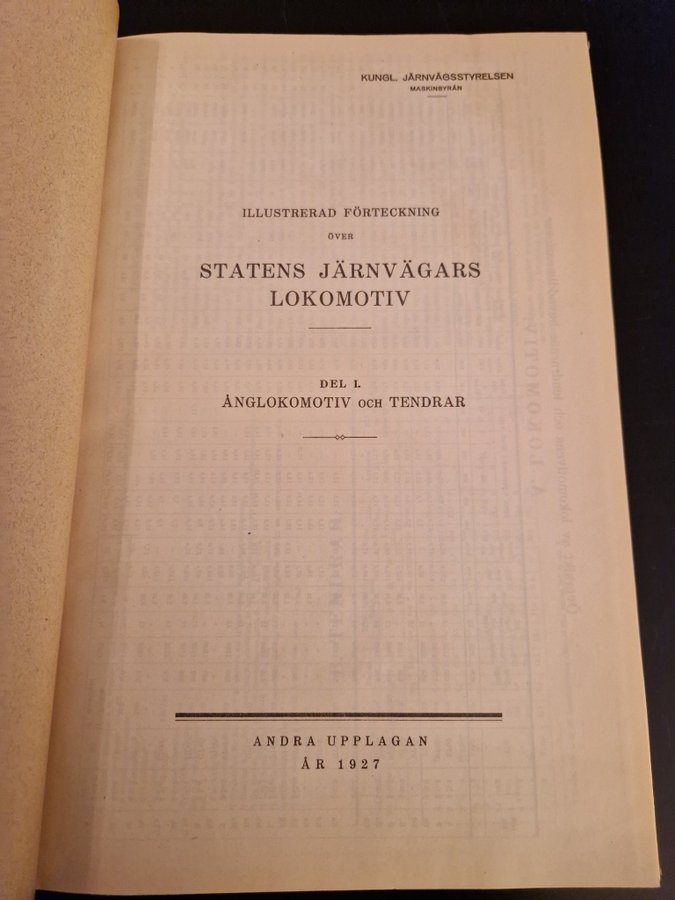 KUNGL. JÄRNVÄGSSTYRELSEN
MASKINBYRÅN
ILLUSTRERAD FÖRTECKNING
ÖVER
STATENS JÄRNVÄGARS
LOKOMOTIV
DEL I.
ÅNGLOKOMOTIV OCH TENDRAR
ANDRA UPPLAGAN
ÅR 1927